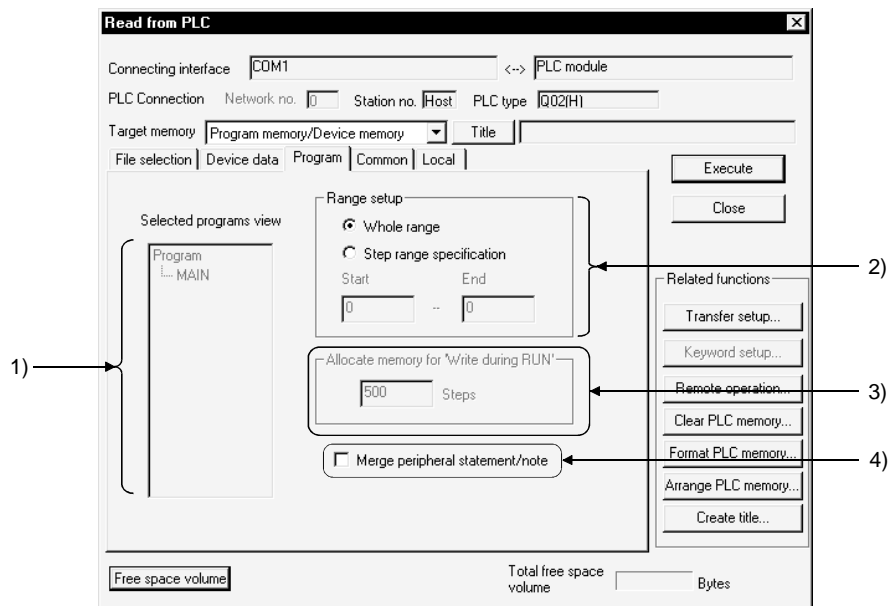 Read from PLC
Connecting interface COM1 <--> PLC module
PLC Connection Network no. 0 Station no. Host PLC type Q02(H)
Target memory Program memory/Device memory Title
File selection Device data Program Common Local
Execute
Close
Selected programs view
Program
MAIN
1)
Range setup
Whole range
Step range specification
Start End
0 -- 0
2)
Allocate memory for 'Write during RUN'
500 Steps
3)
Merge peripheral statement/note
4)
Related functions
Transfer setup...
Keyword setup...
Remote operation...
Clear PLC memory...
Format PLC memory...
Arrange PLC memory...
Create title...
Free space volume
Total free space
volume Bytes